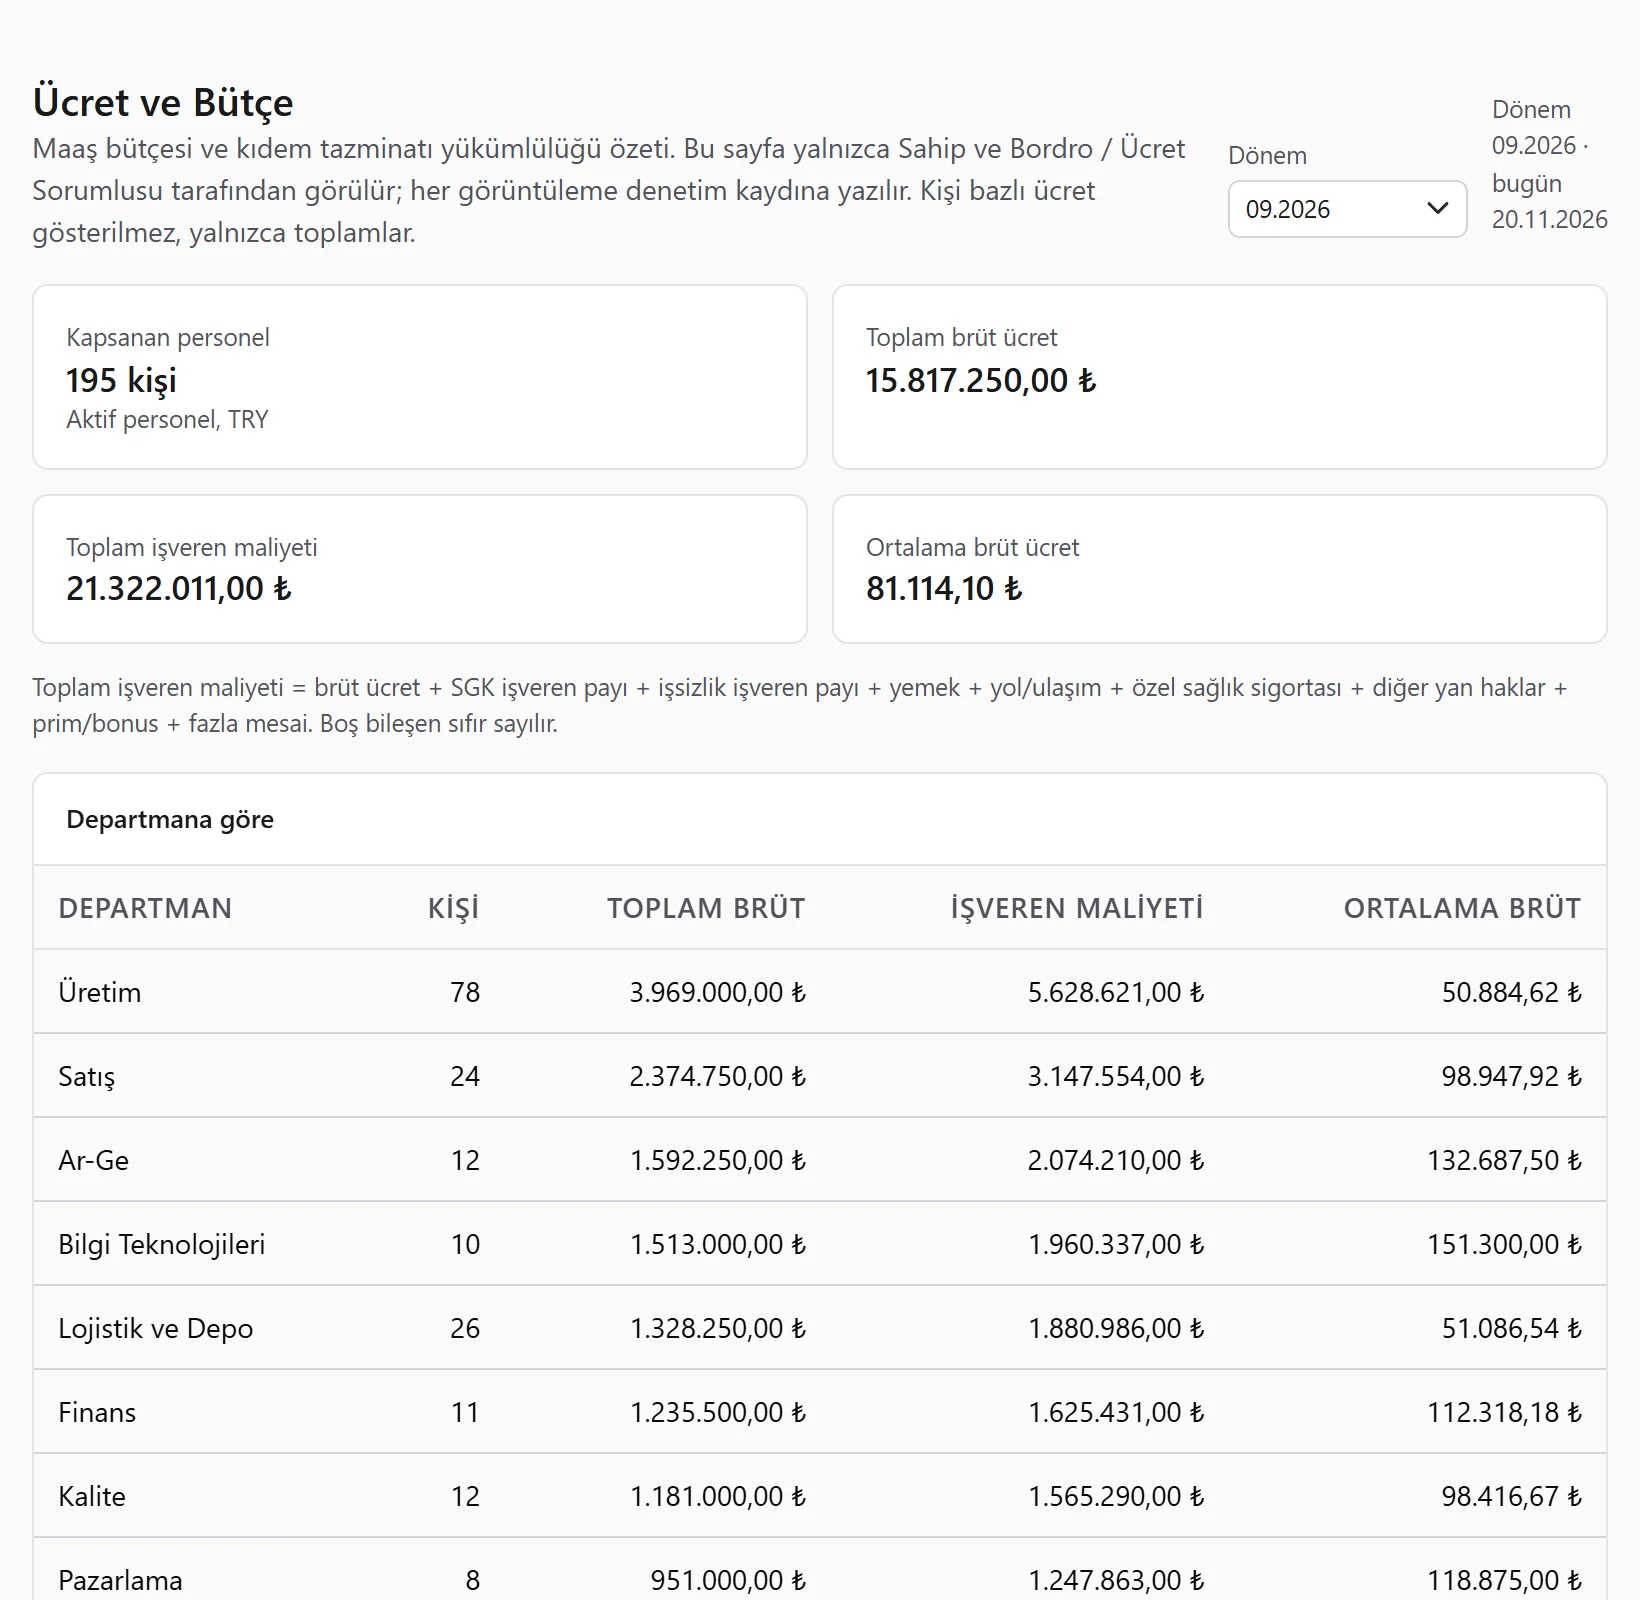 Ücret ve Bütçe
Maaş bütçesi ve kıdem tazminatı yükümlülüğü özeti. Bu sayfa yalnızca Sahip ve Bordro / Ücret
Sorumlusu tarafından görülür; her görüntüleme denetim kaydına yazılır. Kişi bazlı ücret
gösterilmez, yalnızca toplamlar.
Dönem
09.2026
Dönem
09.2026 ·
bugün
20.11.2026
Kapsanan personel
195 kişi
Aktif personel, TRY
Toplam brüt ücret
15.817.250,00 ₺
Toplam işveren maliyeti
21.322.011,00 ₺
Ortalama brüt ücret
81.114,10 ₺
Toplam işveren maliyeti = brüt ücret + SGK işveren payı + işsizlik işveren payı + yemek + yol/ulaşım + özel sağlık sigortası + diğer yan haklar +
prim/bonus + fazla mesai. Boş bileşen sıfır sayılır.
Departmana göre
DEPARTMAN KİŞİ TOPLAM BRÜT İŞVEREN MALİYETİ ORTALAMA BRÜT
Üretim 78 3.969.000,00 ₺ 5.628.621,00 ₺ 50.884,62 ₺
Satış 24 2.374.750,00 ₺ 3.147.554,00 ₺ 98.947,92 ₺
Ar-Ge 12 1.592.250,00 ₺ 2.074.210,00 ₺ 132.687,50 ₺
Bilgi Teknolojileri 10 1.513.000,00 ₺ 1.960.337,00 ₺ 151.300,00 ₺
Lojistik ve Depo 26 1.328.250,00 ₺ 1.880.986,00 ₺ 51.086,54 ₺
Finans 11 1.235.500,00 ₺ 1.625.431,00 ₺ 112.318,18 ₺
Kalite 12 1.181.000,00 ₺ 1.565.290,00 ₺ 98.416,67 ₺
Pazarlama 8 951.000,00 ₺ 1.247.863,00 ₺ 118.875,00 ₺